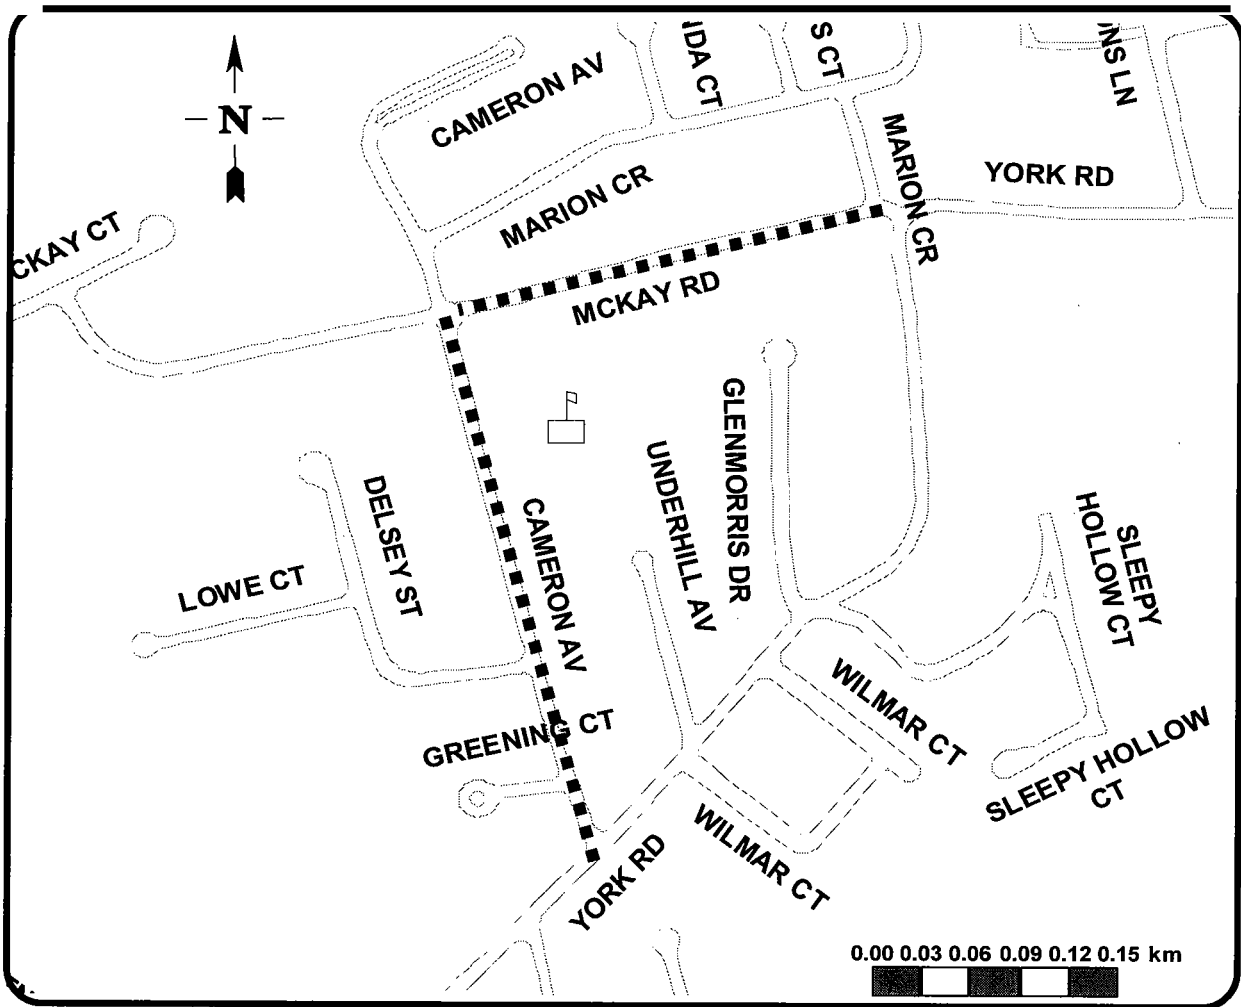 CAMERON AV
S CT
N
MARION CR
MARION CR
YORK RD
MCKAY RD
GLENMORRIS DR
UNDERHILL AV
DELSEY ST
CAMERON AV
LOWE CT
SLEEPY
HOLLOW CT
GREENING CT
WILMAR CT
SLEEPY HOLLOW
CT
WILMAR CT
YORK RD
0.00 0.03 0.06 0.09 0.12 0.15 km